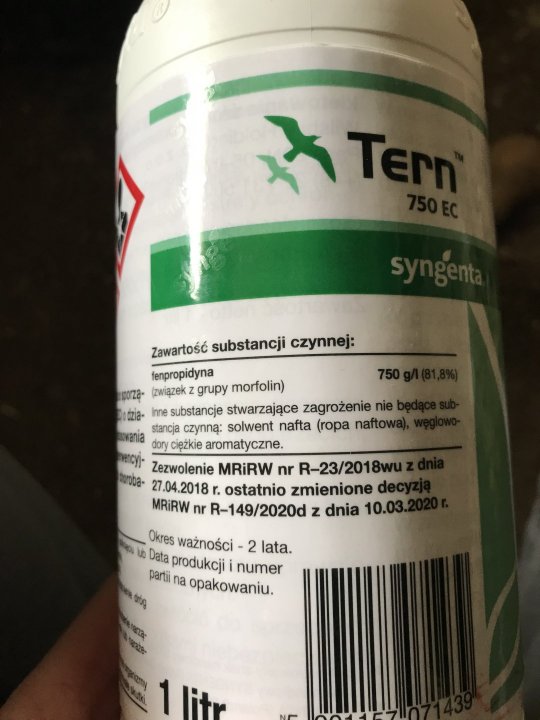 Tern™
750 EC
syngenta
Zawartość substancji czynnej:
fenpropidyna 750 g/l (81,8%)
(związek z grupy morfolin)
Inne substancje stwarzające zagrożenie nie będące sub-
stancja czynną: solwent nafta (ropa naftowa), węglowo-
dory ciężkie aromatyczne.
Zezwolenie MRiRW nr R–23/2018wu z dnia
27.04.2018 r. ostatnio zmienione decyzją
MRiRW nr R–149/2020d z dnia 10.03.2020 r.
Okres ważności - 2 lata.
Data produkcji i numer
partii na opakowaniu.
1 litr
071439